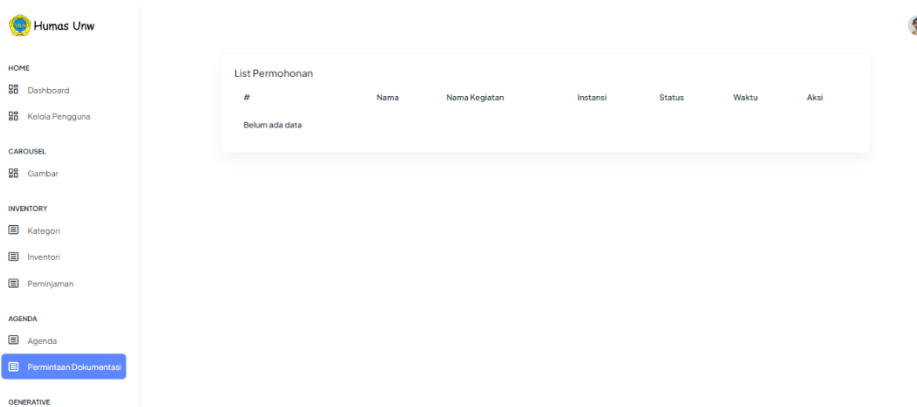 Humas Unw
HOME
Dashboard
Kelola Pengguna
CAROUSEL
Gambar
INVENTORY
Kategori
Inventori
Peminjaman
AGENDA
Agenda
Permintaan Dokumentasi
GENERATIVE
List Permohonan
# Nama Nama Kegiatan Instansi Status Waktu Aksi
Belum ada data